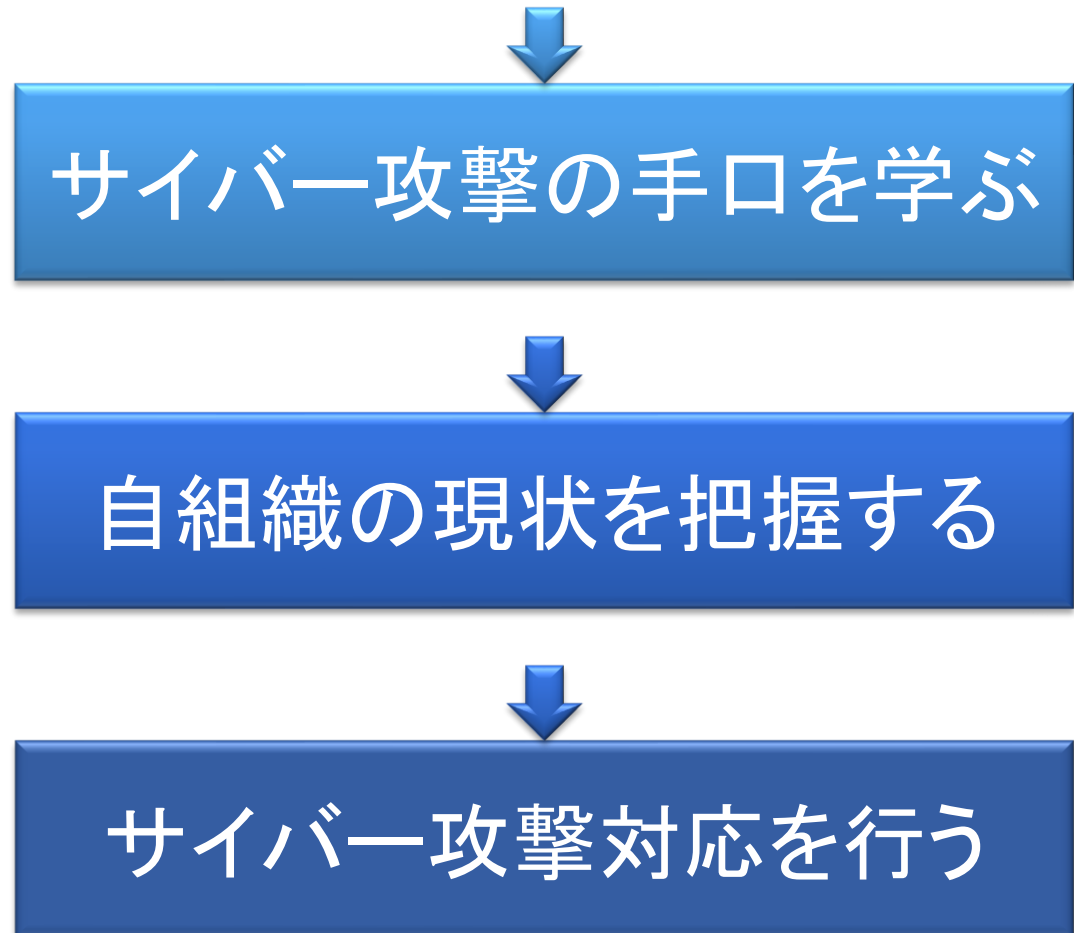 サイバー攻撃の手口を学ぶ
自組織の現状を把握する
サイバー攻撃対応を行う